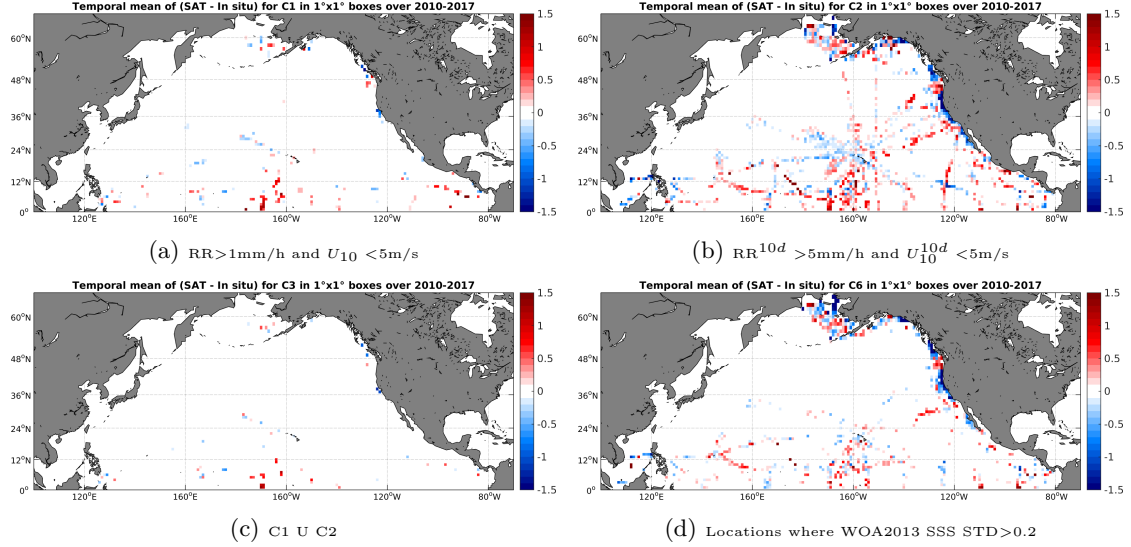 Temporal mean of (SAT - In situ) for C1 in 1°x1° boxes over 2010-2017
60°N
48°N
36°N
24°N
12°N
0°
120°E 160°E 160°W 120°W 80°W
1.5
1
0.5
0
-0.5
-1
-1.5
(a) RR>1mm/h and U10 <5m/s
Temporal mean of (SAT - In situ) for C2 in 1°x1° boxes over 2010-2017
60°N
48°N
36°N
24°N
12°N
0°
120°E 160°E 160°W 120°W 80°W
1.5
1
0.5
0
-0.5
-1
-1.5
(b) RR^10d >5mm/h and U10^10d <5m/s
Temporal mean of (SAT - In situ) for C3 in 1°x1° boxes over 2010-2017
60°N
48°N
36°N
24°N
12°N
0°
120°E 160°E 160°W 120°W 80°W
1.5
1
0.5
0
-0.5
-1
-1.5
(c) C1 U C2
Temporal mean of (SAT - In situ) for C6 in 1°x1° boxes over 2010-2017
60°N
48°N
36°N
24°N
12°N
0°
120°E 160°E 160°W 120°W 80°W
1.5
1
0.5
0
-0.5
-1
-1.5
(d) Locations where WOA2013 SSS STD>0.2